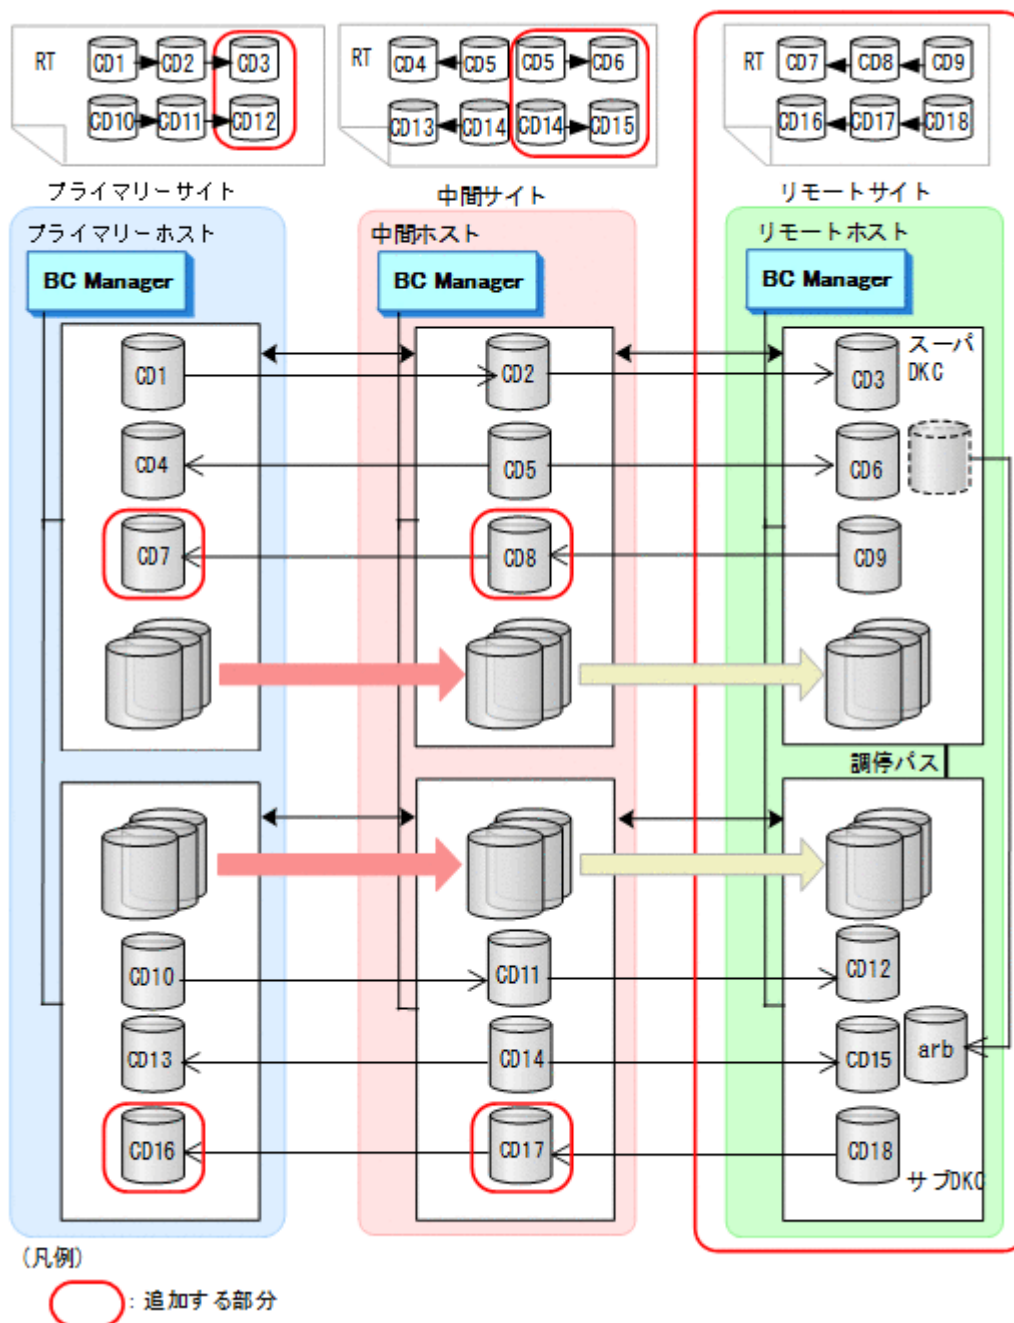 RT CD1 CD2 CD3
CD10 CD11 CD12
RT CD4 CD5 CD5 CD6
CD13 CD14 CD14 CD15
RT CD7 CD8 CD9
CD16 CD17 CD18
プライマリーサイト
中間サイト
リモートサイト
プライマリーホスト
中間ホスト
リモートホスト
BC Manager
BC Manager
BC Manager
CD1
CD2
CD3
スーパ
DKC
CD4
CD5
CD6
CD7
CD8
CD9
調停パス
CD10
CD11
CD12
CD13
CD14
CD15
arb
CD16
CD17
CD18
サブDKC
(凡例)
: 追加する部分